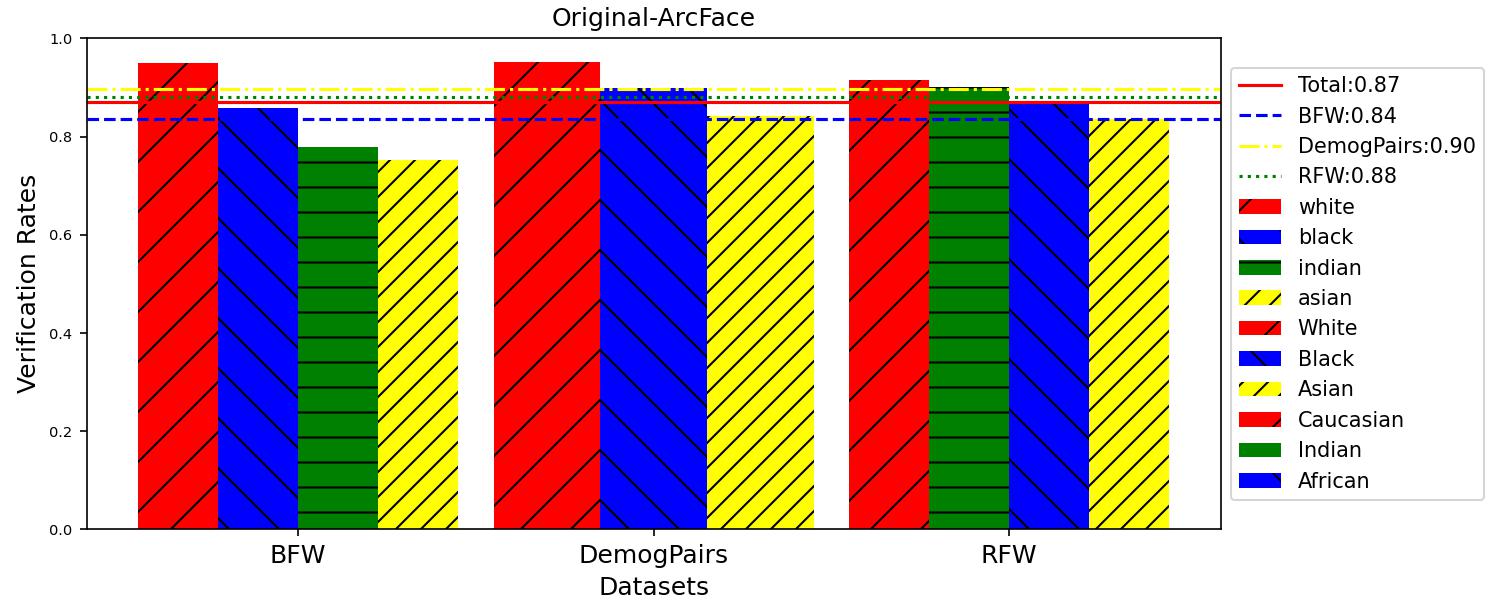 Original-ArcFace
Verification Rates
1.0
0.8
0.6
0.4
0.2
0.0
BFW
DemogPairs
RFW
Datasets
Total:0.87
BFW:0.84
DemogPairs:0.90
RFW:0.88
white
black
indian
asian
White
Black
Asian
Caucasian
Indian
African